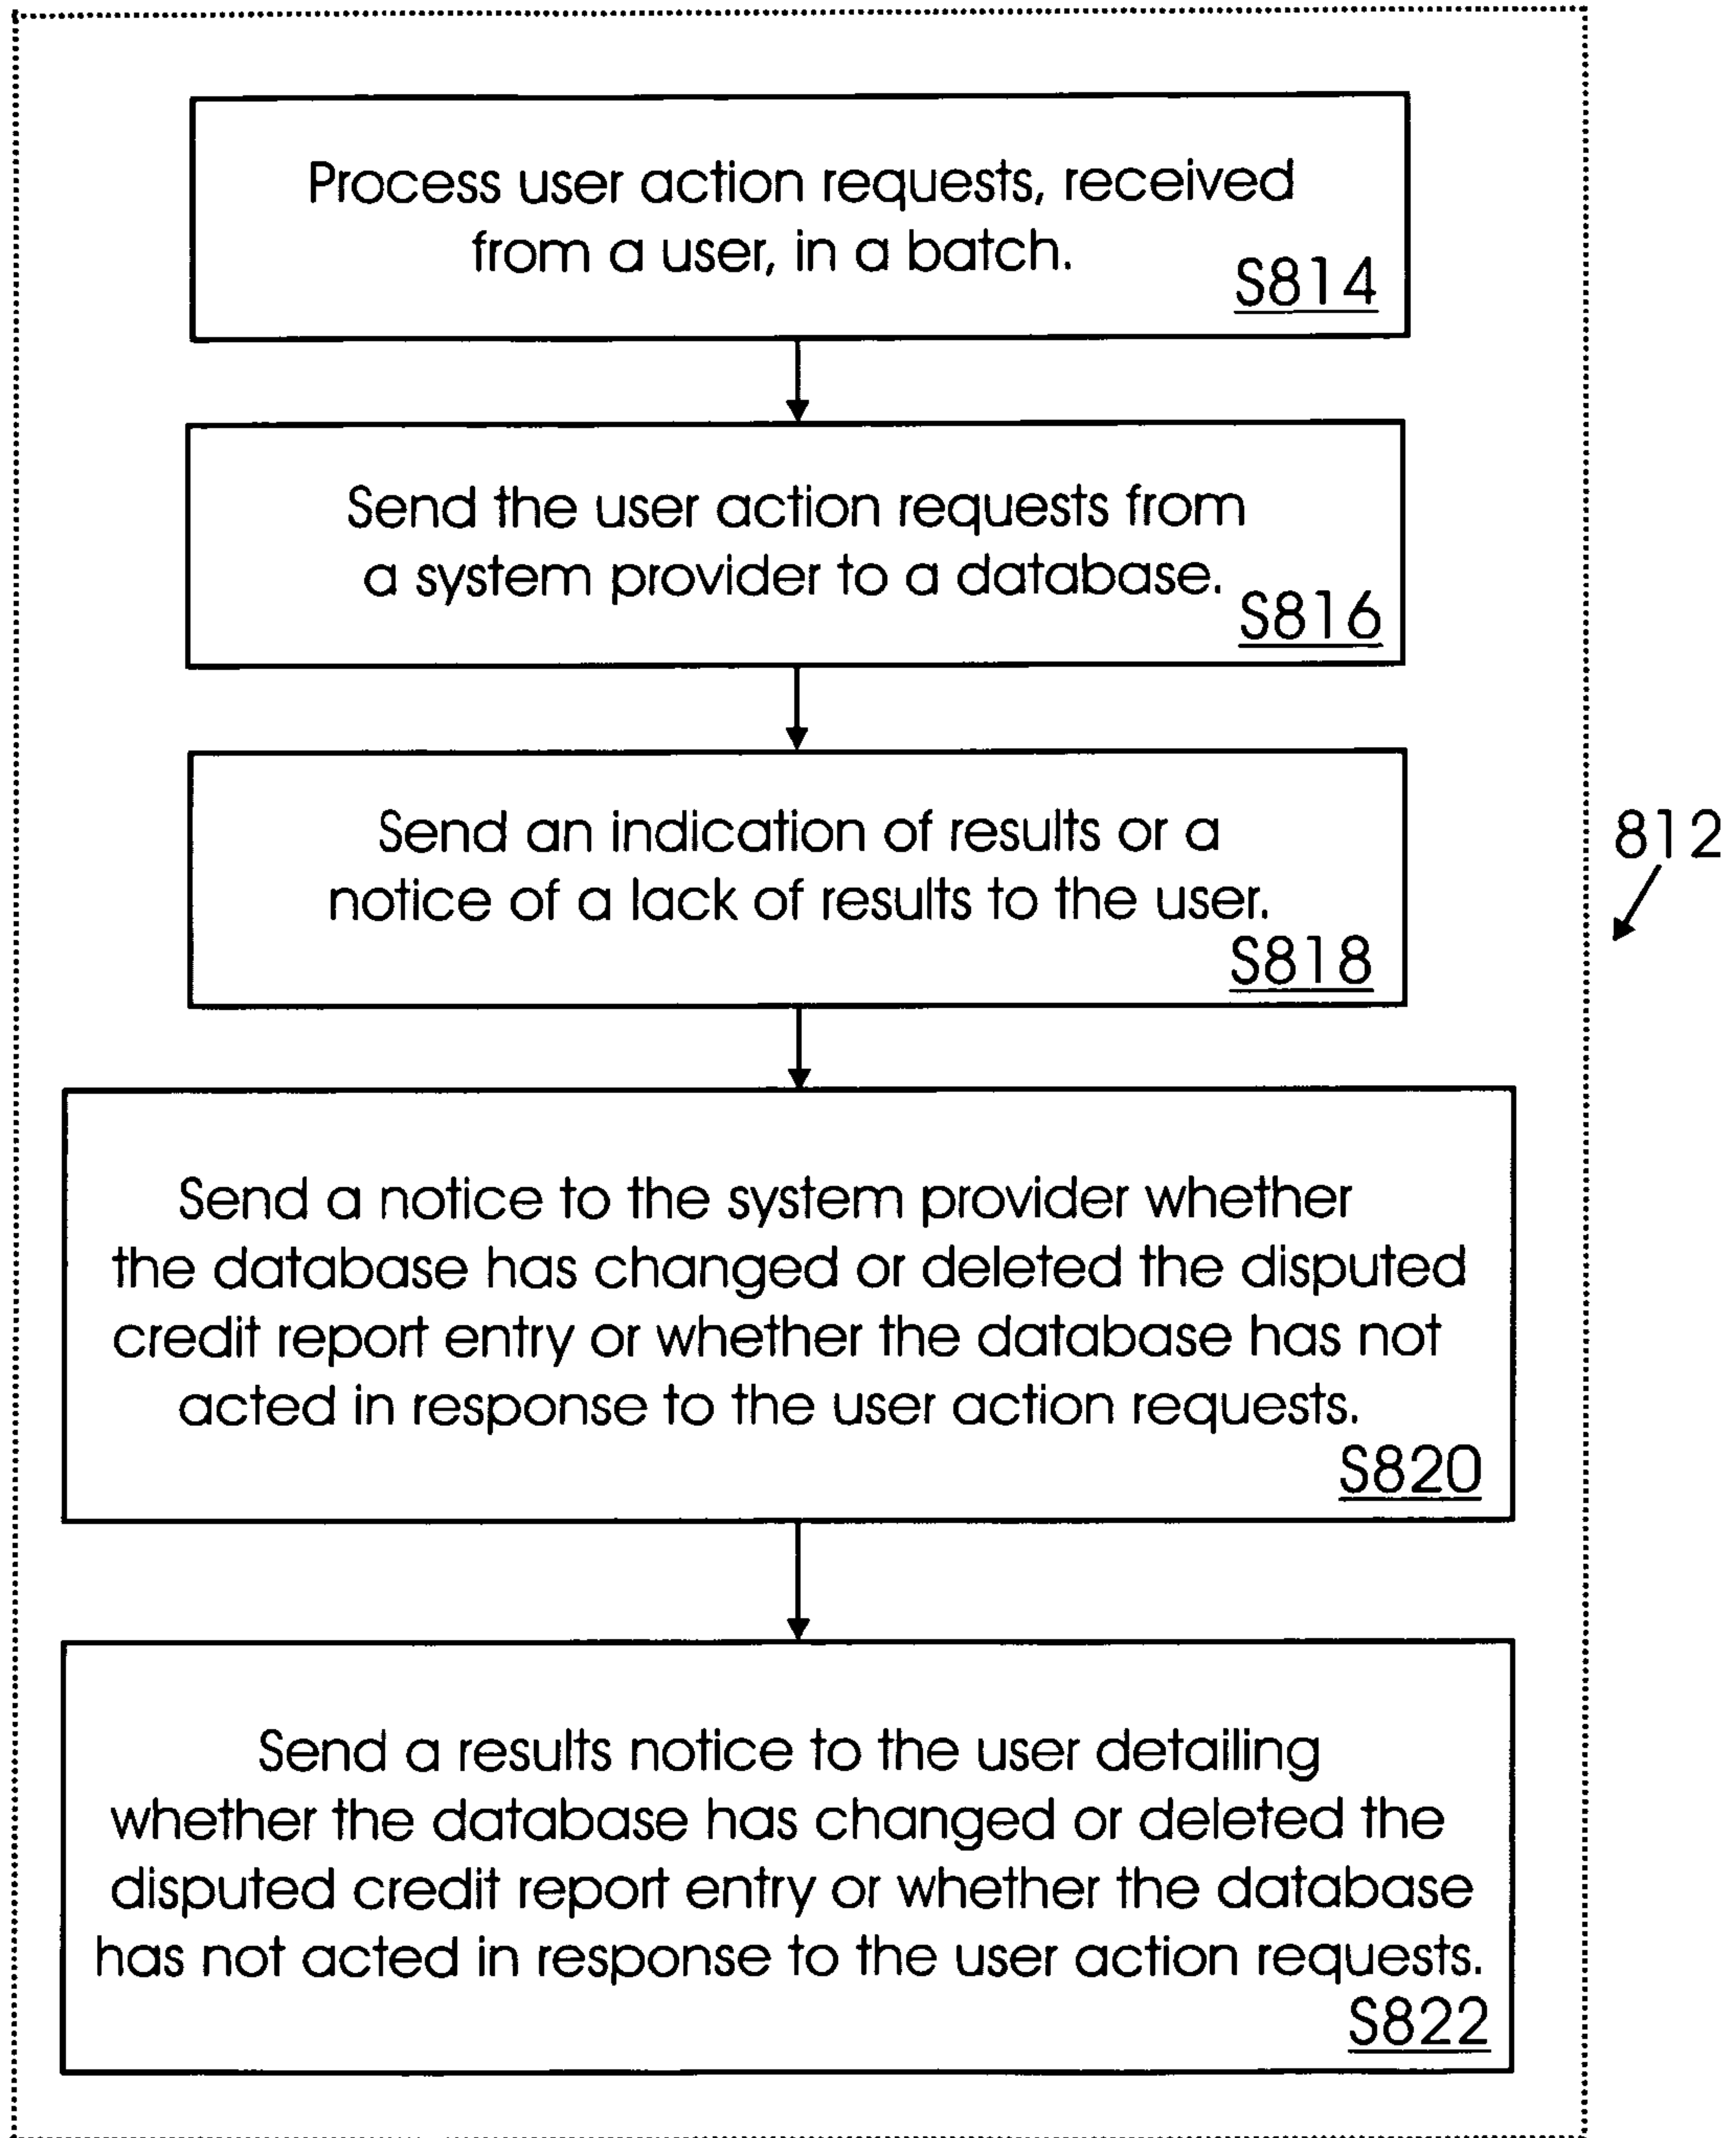 Process user action requests, received
from a user, in a batch.
S814
Send the user action requests from
a system provider to a database.
S816
Send an indication of results or a
notice of a lack of results to the user.
S818
812
Send a notice to the system provider whether
the database has changed or deleted the disputed
credit report entry or whether the database has not
acted in response to the user action requests.
S820
Send a results notice to the user detailing
whether the database has changed or deleted the
disputed credit report entry or whether the database
has not acted in response to the user action requests.
S822